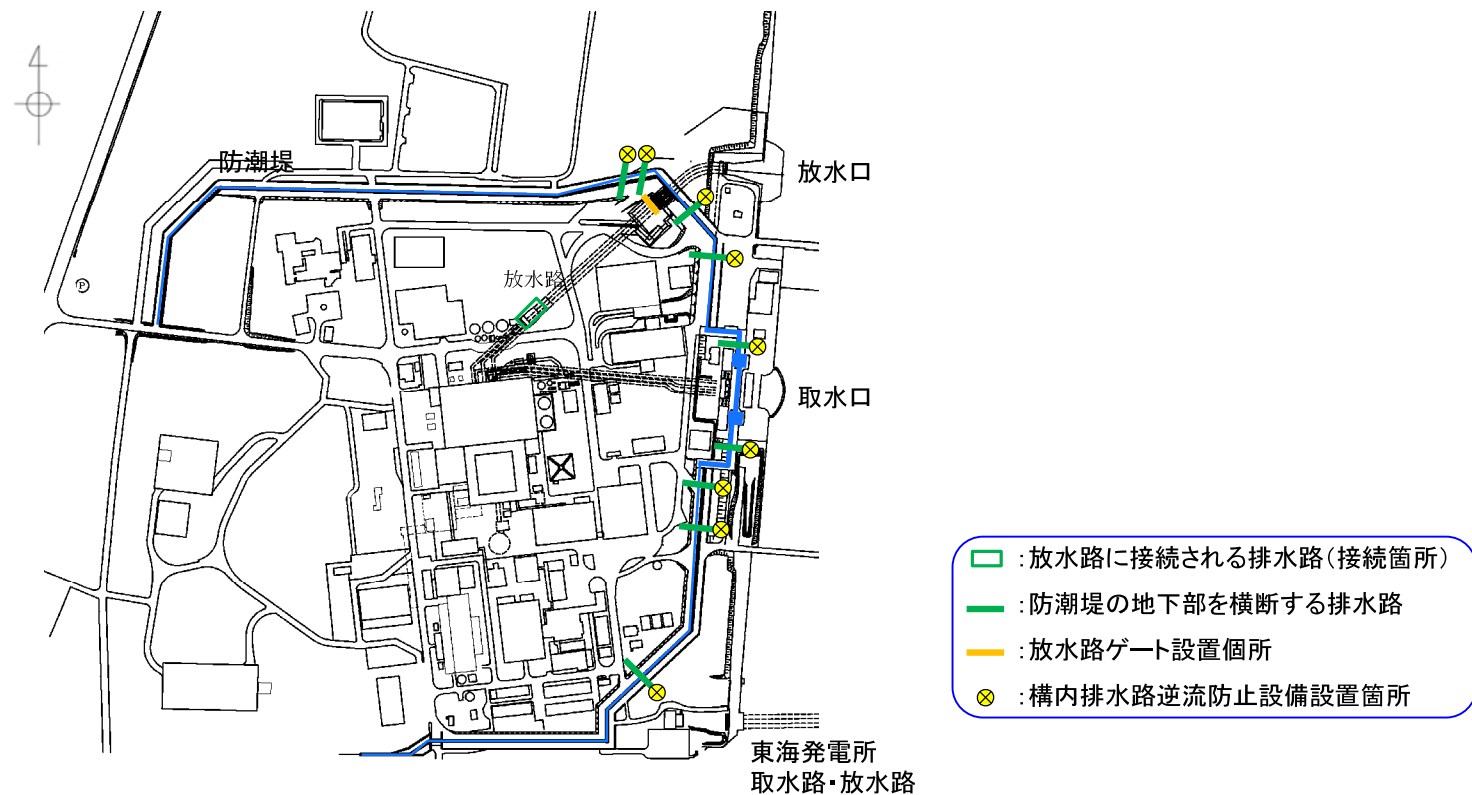 防潮堤
放水口
放水路
取水口
P
:放水路に接続される排水路(接続箇所)
:防潮堤の地下部を横断する排水路
:放水路ゲート設置個所
:構内排水路逆流防止設備設置箇所
東海発電所
取水路・放水路